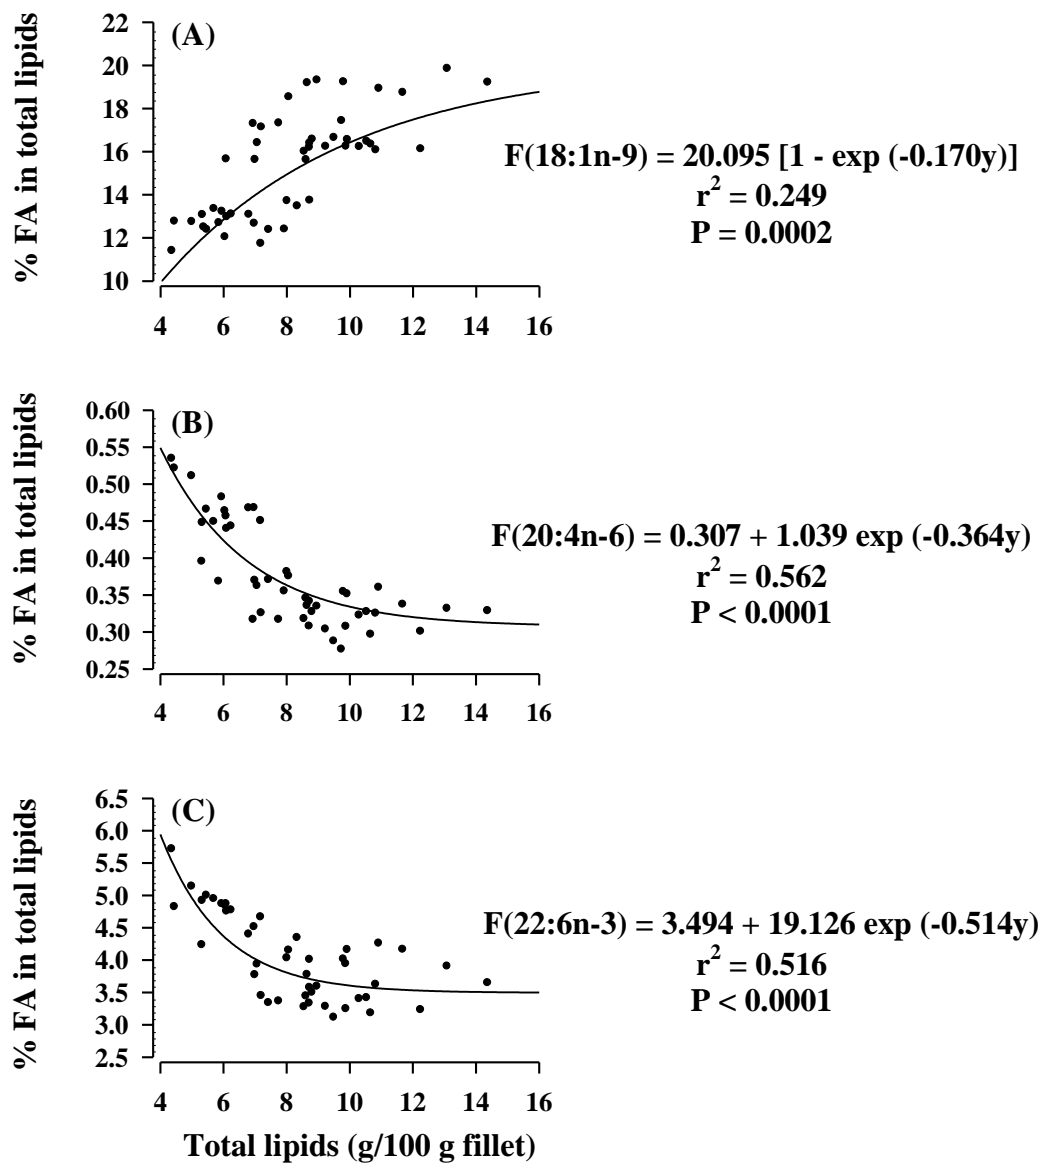 (A)
% FA in total lipids
22
20
18
16
14
12
10
4 6 8 10 12 14 16
F(18:1n-9) = 20.095 [1 - exp (-0.170y)]
r² = 0.249
P = 0.0002
(B)
% FA in total lipids
0.60
0.55
0.50
0.45
0.40
0.35
0.30
0.25
4 6 8 10 12 14 16
F(20:4n-6) = 0.307 + 1.039 exp (-0.364y)
r² = 0.562
P < 0.0001
(C)
% FA in total lipids
6.5
6.0
5.5
5.0
4.5
4.0
3.5
3.0
2.5
4 6 8 10 12 14 16
F(22:6n-3) = 3.494 + 19.126 exp (-0.514y)
r² = 0.516
P < 0.0001
Total lipids (g/100 g fillet)